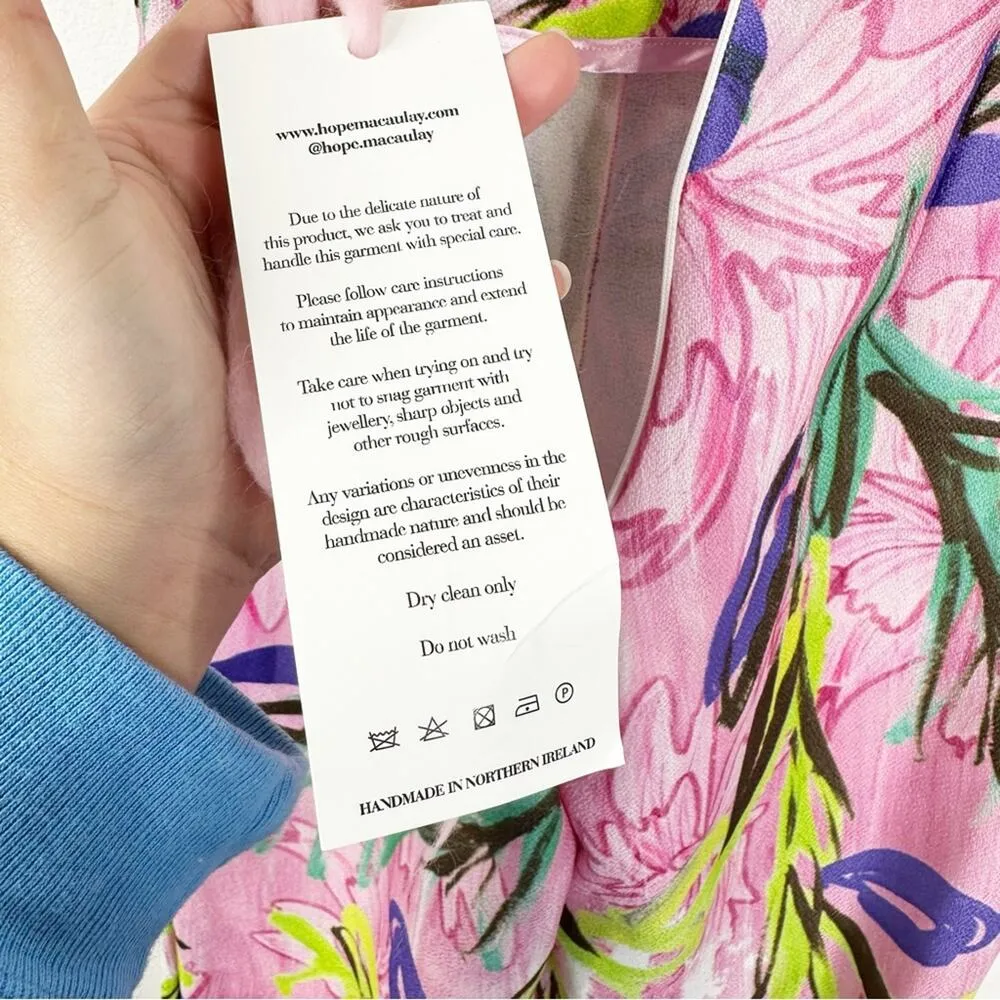 www.hopemacaulay.com
@hope.macaulay
Due to the delicate nature of
this product, we ask you to treat and
handle this garment with special care.
Please follow care instructions
to maintain appearance and extend
the life of the garment.
Take care when trying on and try
not to snag garment with
jewellery, sharp objects and
other rough surfaces.
Any variations or unevenness in the
design are characteristics of their
handmade nature and should be
considered an asset.
Dry clean only
Do not wash
P
HANDMADE IN NORTHERN IRELAND